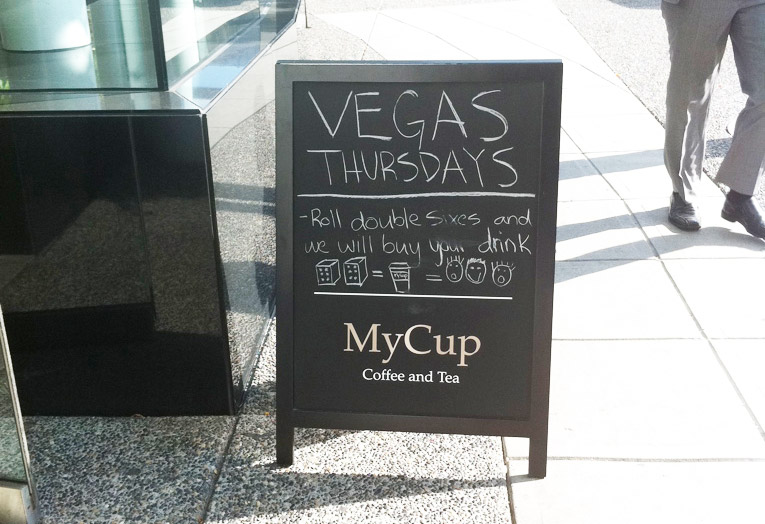 VEGAS
THURSDAYS
-Roll double sixes and
we will buy your drink
= =
MyCup
Coffee and Tea